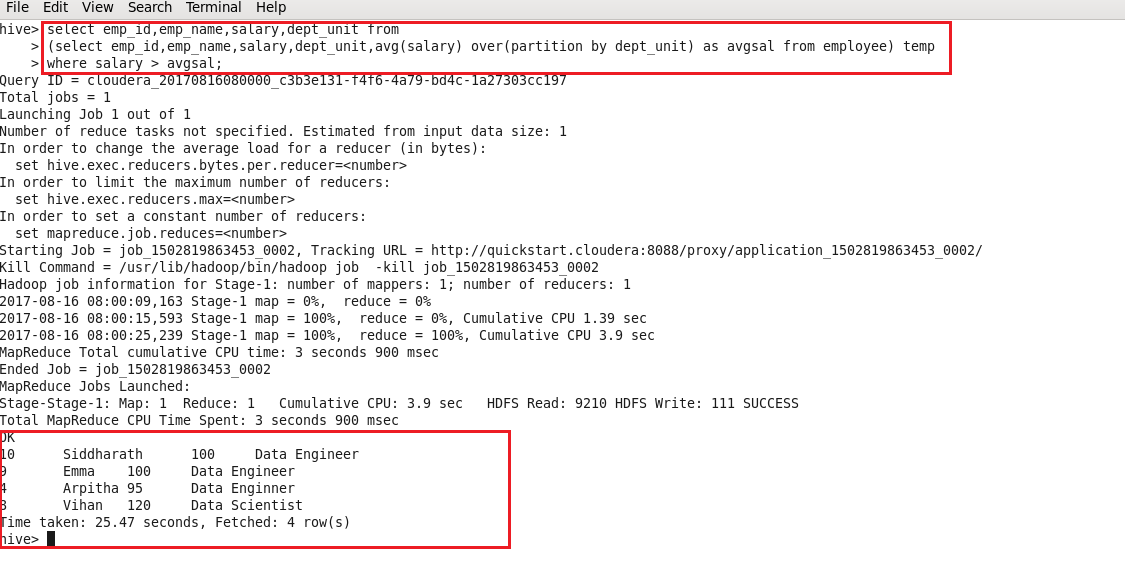 File Edit View Search Terminal Help
hive> select emp_id,emp_name,salary,dept_unit from
    > (select emp_id,emp_name,salary,dept_unit,avg(salary) over(partition by dept_unit) as avgsal from employee) temp
    > where salary > avgsal;
Query ID = cloudera_20170816080000_c3b3e131-f4f6-4a79-bd4c-1a27303cc197
Total jobs = 1
Launching Job 1 out of 1
Number of reduce tasks not specified. Estimated from input data size: 1
In order to change the average load for a reducer (in bytes):
  set hive.exec.reducers.bytes.per.reducer=<number>
In order to limit the maximum number of reducers:
  set hive.exec.reducers.max=<number>
In order to set a constant number of reducers:
  set mapreduce.job.reduces=<number>
Starting Job = job_1502819863453_0002, Tracking URL = http://quickstart.cloudera:8088/proxy/application_1502819863453_0002/
Kill Command = /usr/lib/hadoop/bin/hadoop job  -kill job_1502819863453_0002
Hadoop job information for Stage-1: number of mappers: 1; number of reducers: 1
2017-08-16 08:00:09,163 Stage-1 map = 0%,  reduce = 0%
2017-08-16 08:00:15,593 Stage-1 map = 100%,  reduce = 0%, Cumulative CPU 1.39 sec
2017-08-16 08:00:25,239 Stage-1 map = 100%,  reduce = 100%, Cumulative CPU 3.9 sec
MapReduce Total cumulative CPU time: 3 seconds 900 msec
Ended Job = job_1502819863453_0002
MapReduce Jobs Launched:
Stage-Stage-1: Map: 1  Reduce: 1   Cumulative CPU: 3.9 sec   HDFS Read: 9210 HDFS Write: 111 SUCCESS
Total MapReduce CPU Time Spent: 3 seconds 900 msec
OK
10      Siddharath      100     Data Engineer
9       Emma    100     Data Engineer
4       Arpitha 95      Data Enginner
3       Vihan   120     Data Scientist
Time taken: 25.47 seconds, Fetched: 4 row(s)
hive>